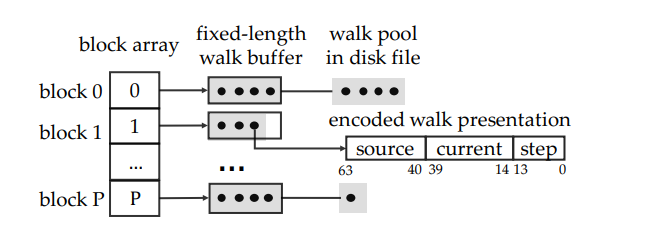 block array
fixed-length
walk buffer
walk pool
in disk file
block 0
0
block 1
1
encoded walk presentation
source
current
step
63
40
39
14
13
0
...
...
block P
P